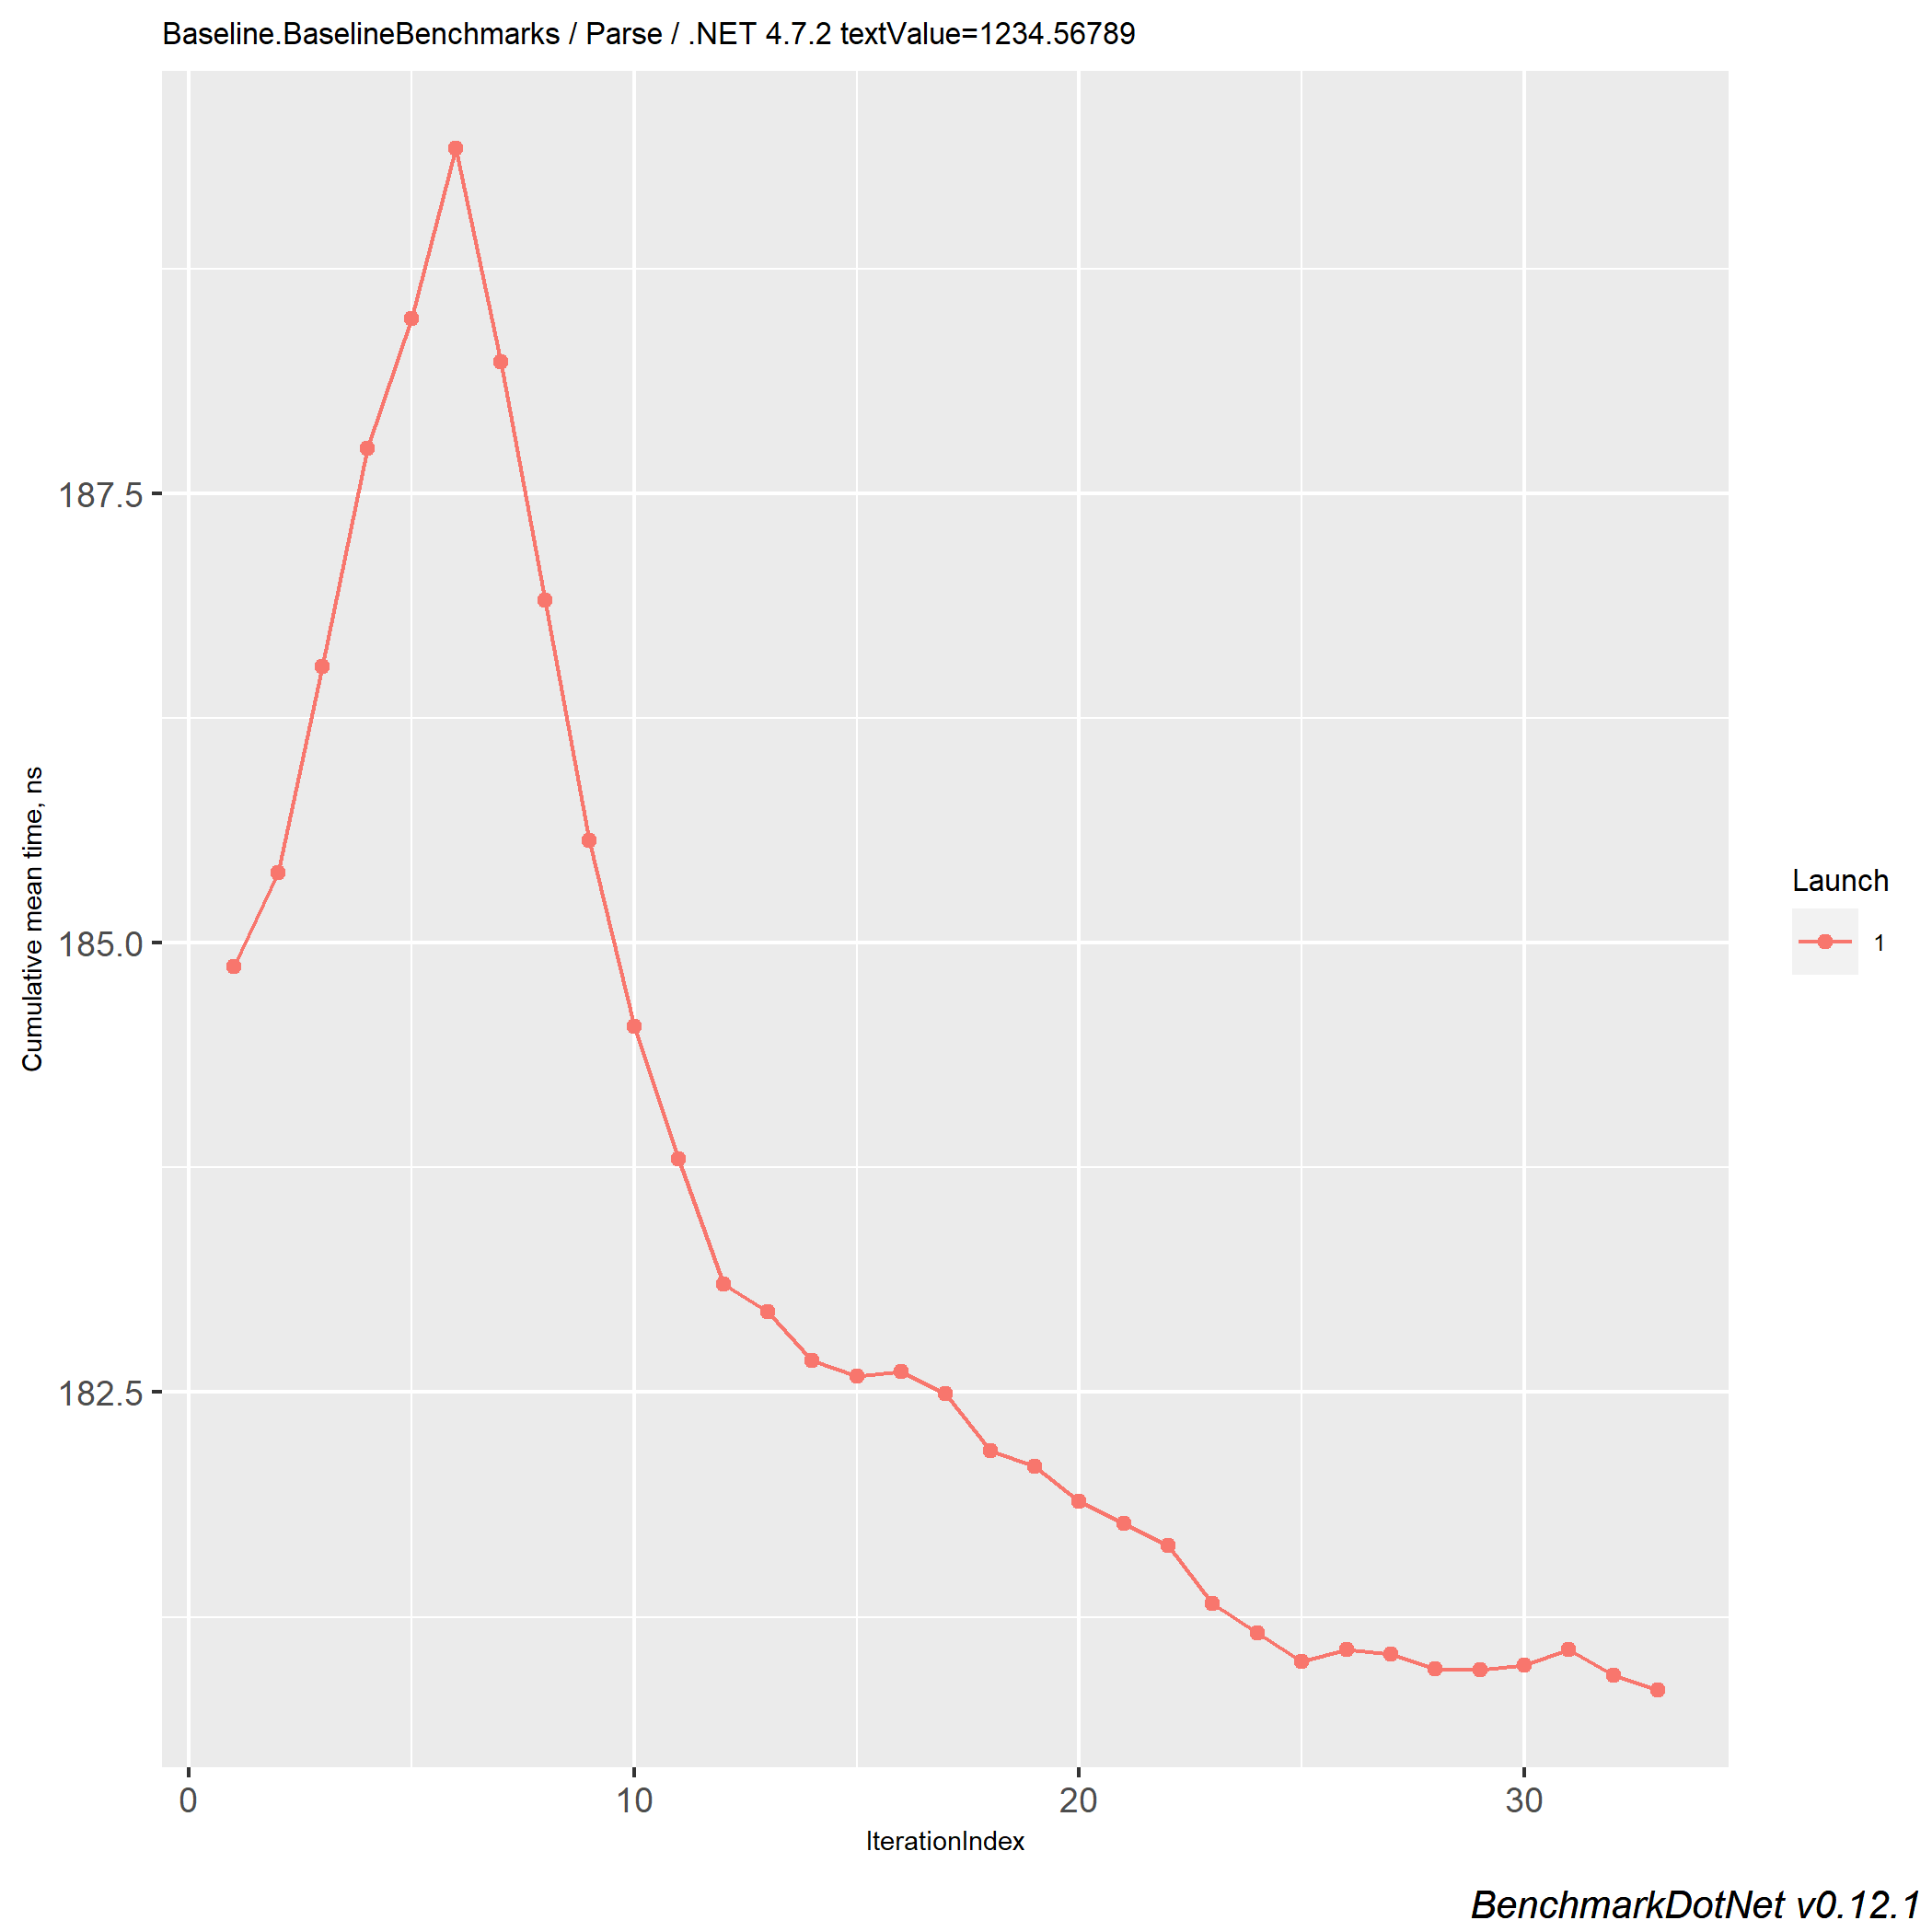 Baseline.BaselineBenchmarks / Parse / .NET 4.7.2 textValue=1234.56789
187.5
185.0
182.5
Cumulative mean time, ns
0 10 20 30
IterationIndex
Launch
1
BenchmarkDotNet v0.12.1